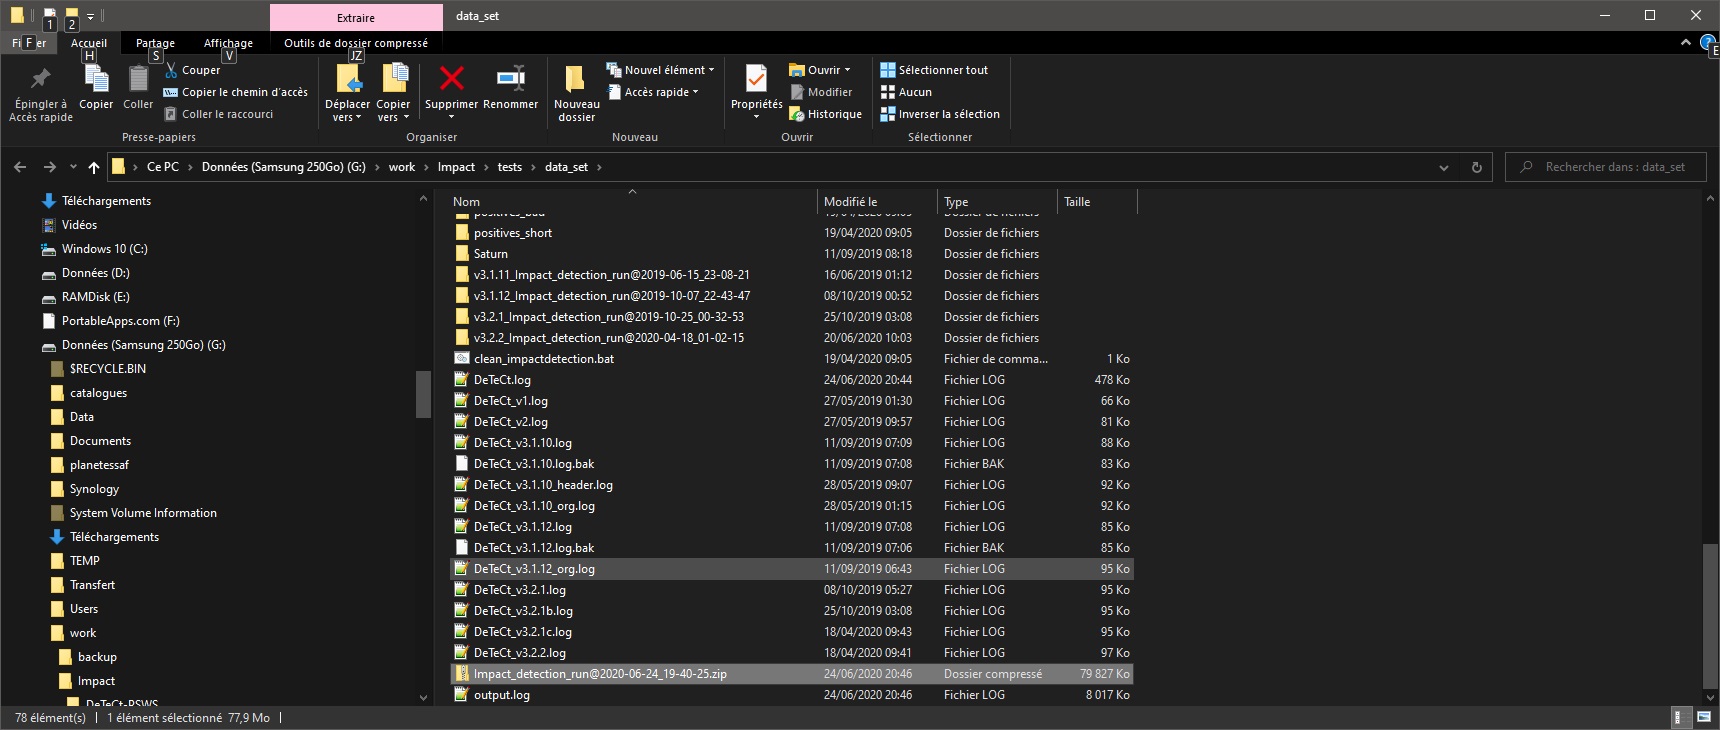 1 2 Extraire data_set
Fichier Accueil Partage Affichage Outils de dossier compressé
F H S V JZ E
Épingler à Accès rapide
Copier
Coller
Couper
Copier le chemin d'accès
Coller le raccourci
Presse-papiers
Déplacer vers
Copier vers
Supprimer
Renommer
Organiser
Nouveau dossier
Nouvel élément
Accès rapide
Nouveau
Propriétés
Ouvrir
Modifier
Historique
Ouvrir
Sélectionner tout
Aucun
Inverser la sélection
Sélectionner
Ce PC › Données (Samsung 250Go) (G:) › work › Impact › tests › data_set ›
Rechercher dans : data_set
Téléchargements
Vidéos
Windows 10 (C:)
Données (D:)
RAMDisk (E:)
PortableApps.com (F:)
Données (Samsung 250Go) (G:)
$RECYCLE.BIN
catalogues
Data
Documents
planetessaf
Synology
System Volume Information
Téléchargements
TEMP
Transfert
Users
work
backup
Impact
DeTeCt-PSWS
Nom Modifié le Type Taille
positives_bad 19/04/2020 09:05 Dossier de fichiers
positives_short 19/04/2020 09:05 Dossier de fichiers
Saturn 11/09/2019 08:18 Dossier de fichiers
v3.1.11_Impact_detection_run@2019-06-15_23-08-21 16/06/2019 01:12 Dossier de fichiers
v3.1.12_Impact_detection_run@2019-10-07_22-43-47 08/10/2019 00:52 Dossier de fichiers
v3.2.1_Impact_detection_run@2019-10-25_00-32-53 25/10/2019 03:08 Dossier de fichiers
v3.2.2_Impact_detection_run@2020-04-18_01-02-15 20/06/2020 10:03 Dossier de fichiers
clean_impactdetection.bat 19/04/2020 09:05 Fichier de comma... 1 Ko
DeTeCt.log 24/06/2020 20:44 Fichier LOG 478 Ko
DeTeCt_v1.log 27/05/2019 01:30 Fichier LOG 66 Ko
DeTeCt_v2.log 27/05/2019 09:57 Fichier LOG 81 Ko
DeTeCt_v3.1.10.log 11/09/2019 07:09 Fichier LOG 88 Ko
DeTeCt_v3.1.10.log.bak 11/09/2019 07:08 Fichier BAK 83 Ko
DeTeCt_v3.1.10_header.log 28/05/2019 09:07 Fichier LOG 92 Ko
DeTeCt_v3.1.10_org.log 28/05/2019 01:15 Fichier LOG 92 Ko
DeTeCt_v3.1.12.log 11/09/2019 07:08 Fichier LOG 85 Ko
DeTeCt_v3.1.12.log.bak 11/09/2019 07:06 Fichier BAK 85 Ko
DeTeCt_v3.1.12_org.log 11/09/2019 06:43 Fichier LOG 95 Ko
DeTeCt_v3.2.1.log 08/10/2019 05:27 Fichier LOG 95 Ko
DeTeCt_v3.2.1b.log 25/10/2019 03:08 Fichier LOG 95 Ko
DeTeCt_v3.2.1c.log 18/04/2020 09:43 Fichier LOG 95 Ko
DeTeCt_v3.2.2.log 18/04/2020 09:41 Fichier LOG 97 Ko
Impact_detection_run@2020-06-24_19-40-25.zip 24/06/2020 20:46 Dossier compressé 79 827 Ko
output.log 24/06/2020 20:46 Fichier LOG 8 017 Ko
78 élément(s) 1 élément sélectionné 77,9 Mo